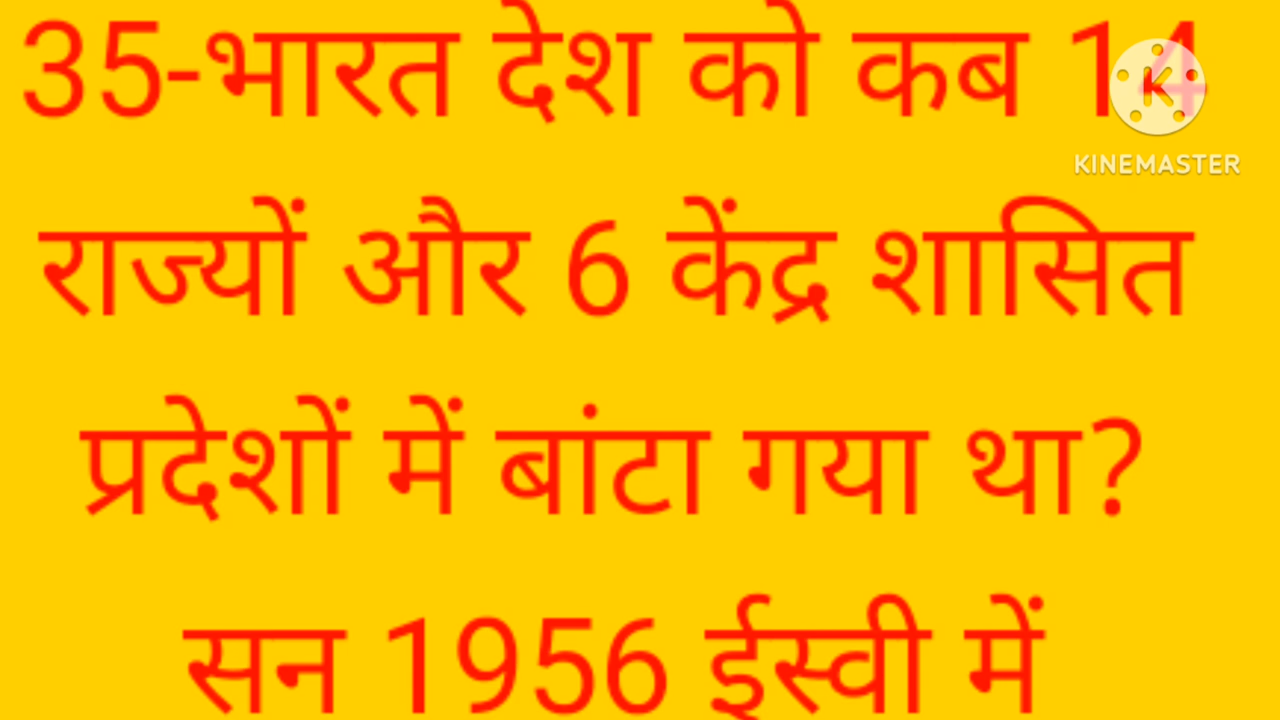 35-भारत देश को कब 14
KINEMASTER
राज्यों और 6 केंद्र शासित
प्रदेशों में बांटा गया था?
सन 1956 ईस्वी में